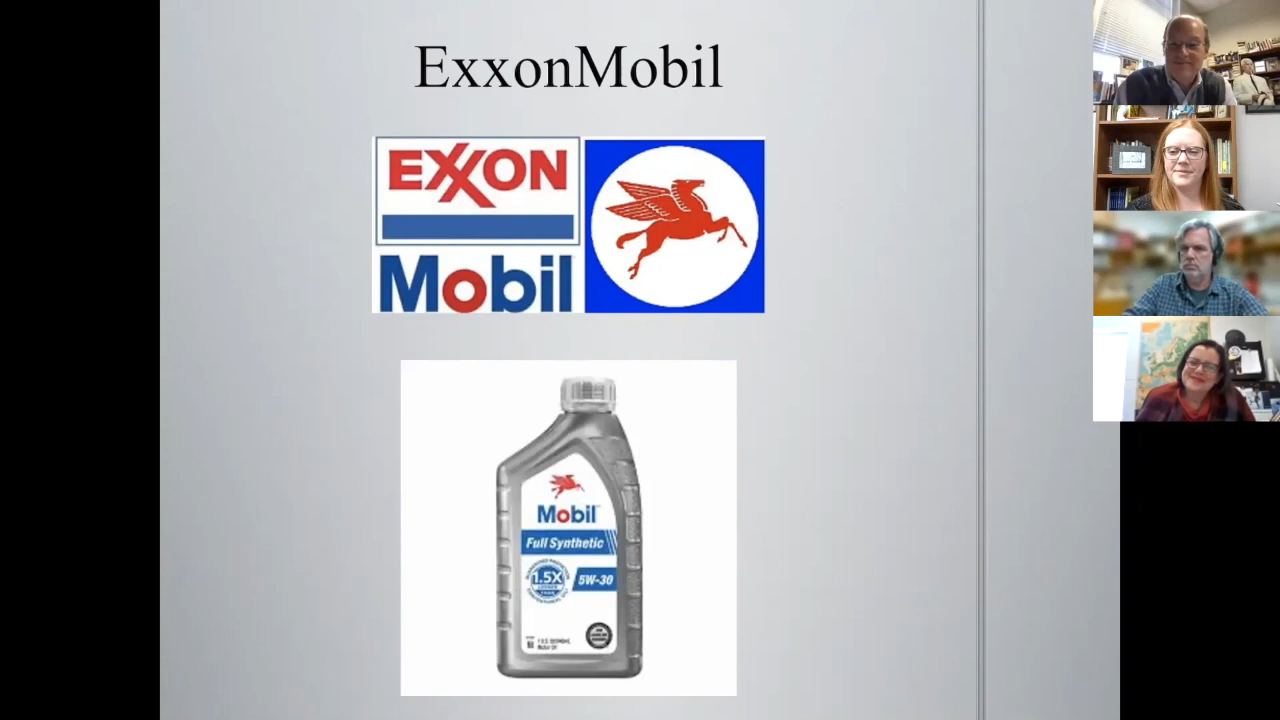 ExxonMobil
EXXON
Mobil
Mobil
Full Synthetic
1.5X
5W-30